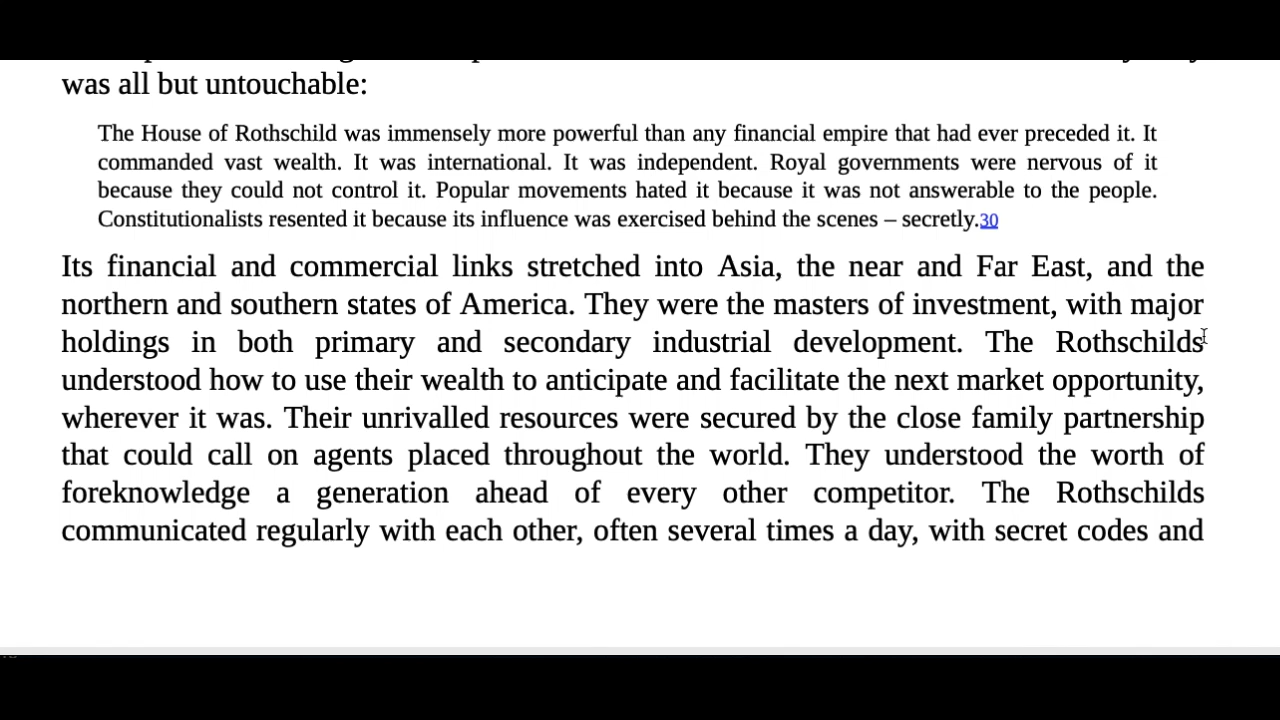 was all but untouchable:
The House of Rothschild was immensely more powerful than any financial empire that had ever preceded it. It
commanded vast wealth. It was international. It was independent. Royal governments were nervous of it
because they could not control it. Popular movements hated it because it was not answerable to the people.
Constitutionalists resented it because its influence was exercised behind the scenes – secretly.30
Its financial and commercial links stretched into Asia, the near and Far East, and the
northern and southern states of America. They were the masters of investment, with major
holdings in both primary and secondary industrial development. The Rothschilds
understood how to use their wealth to anticipate and facilitate the next market opportunity,
wherever it was. Their unrivalled resources were secured by the close family partnership
that could call on agents placed throughout the world. They understood the worth of
foreknowledge a generation ahead of every other competitor. The Rothschilds
communicated regularly with each other, often several times a day, with secret codes and